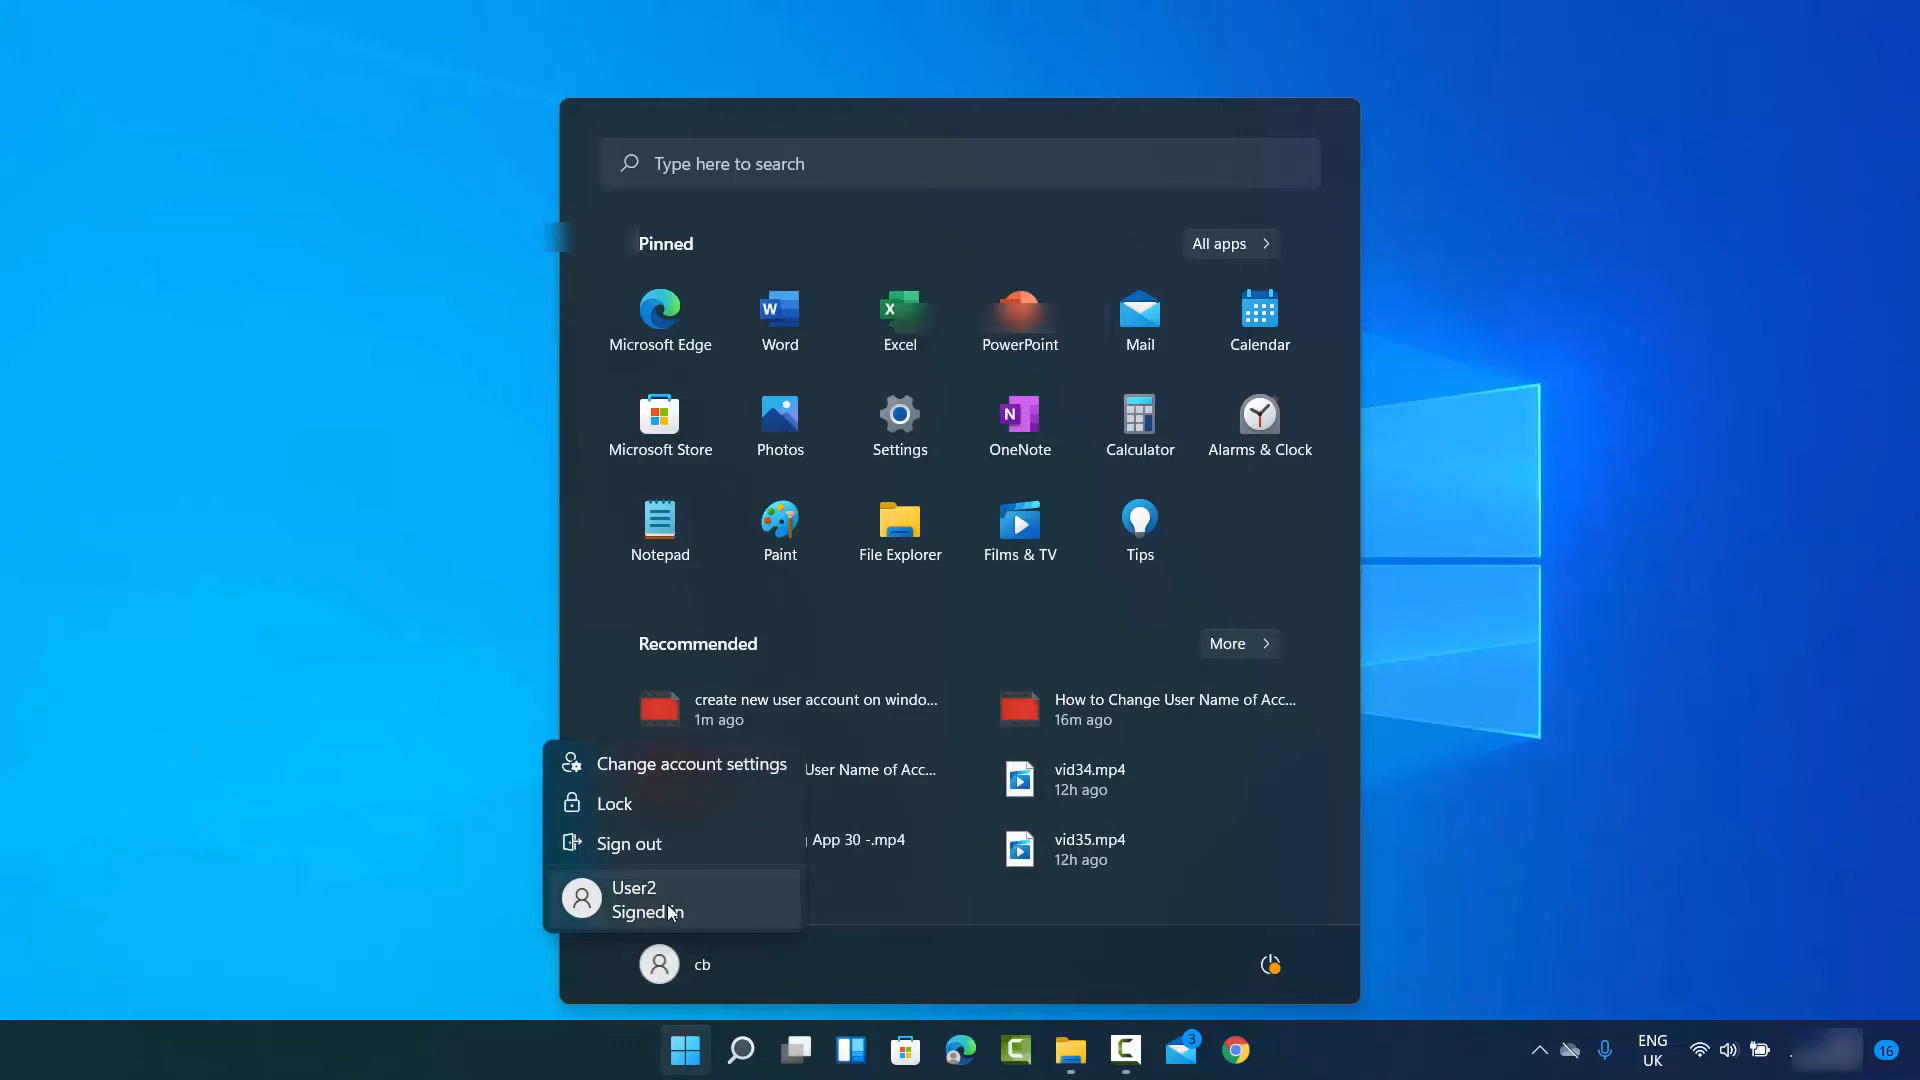 Type here to search
Pinned
All apps
Microsoft Edge
Word
Excel
PowerPoint
Mail
Calendar
Microsoft Store
Photos
Settings
OneNote
Calculator
Alarms & Clock
Notepad
Paint
File Explorer
Films & TV
Tips
Recommended
More
create new user account on windo...
1m ago
How to Change User Name of Acc...
16m ago
Change account settings
User Name of Acc...
vid34.mp4
12h ago
Lock
Sign out
App 30 -.mp4
vid35.mp4
12h ago
User2
Signed in
cb
3
ENG
UK
16